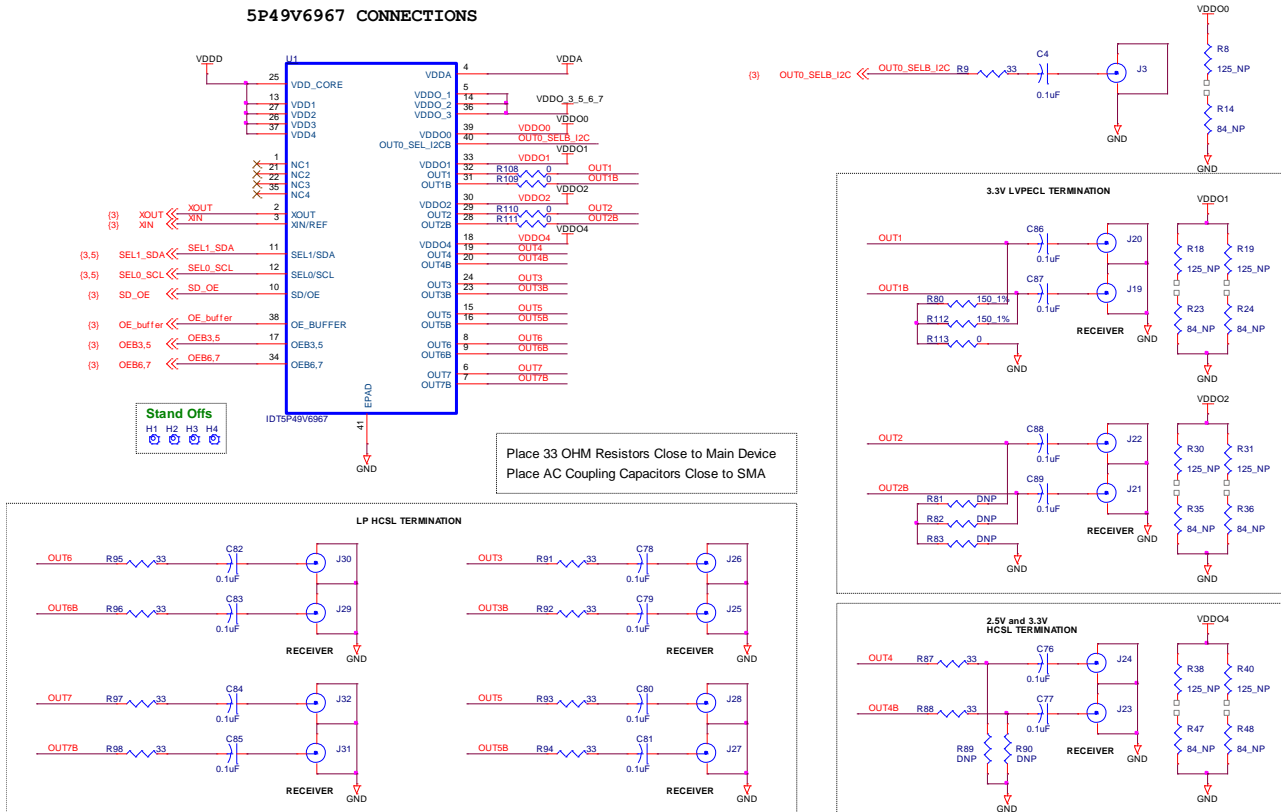 5P49V6967 CONNECTIONS
U1
VDDD
25 VDD_CORE
13 VDD1
27 VDD2
26 VDD3
37 VDD4
1 NC1
21 NC2
22 NC3
35 NC4
{3} XOUT XOUT 2 XOUT
{3} XIN XIN 3 XIN/REF
{3,5} SEL1_SDA SEL1_SDA 11 SEL1/SDA
{3,5} SEL0_SCL SEL0_SCL 12 SEL0/SCL
{3} SD_OE SD_OE 10 SD/OE
{3} OE_buffer OE_buffer 38 OE_BUFFER
{3} OEB3,5 OEB3,5 17 OEB3,5
{3} OEB6,7 OEB6,7 34 OEB6,7
VDDA 4 VDDA
VDDO_1 5
VDDO_2 14
VDDO_3 36
VDDO_3_5_6_7
VDDO0 39 VDDO0 VDDO0
OUT0_SEL_I2CB 40 OUT0_SELB_I2C
VDDO1 33 VDDO1 VDDO1
OUT1 32 R108 0 OUT1
OUT1B 31 R109 0 OUT1B
VDDO2 30 VDDO2 VDDO2
OUT2 29 R110 0 OUT2
OUT2B 28 R111 0 OUT2B
VDDO4 18 VDDO4 VDDO4
OUT4 19 OUT4
OUT4B 20 OUT4B
OUT3 24 OUT3
OUT3B 23 OUT3B
OUT5 15 OUT5
OUT5B 16 OUT5B
OUT6 8 OUT6
OUT6B 9 OUT6B
OUT7 6 OUT7
OUT7B 7 OUT7B
EPAD
41
GND
IDT5P49V6967
Stand Offs
H1 H2 H3 H4
Place 33 OHM Resistors Close to Main Device
Place AC Coupling Capacitors Close to SMA
{3} OUT0_SELB_I2C OUT0_SELB_I2C R9 33 C4 0.1uF J3
GND
VDDO0
R8
125_NP
R14
84_NP
GND
3.3V LVPECL TERMINATION
OUT1 C86 0.1uF J20
OUT1B C87 0.1uF J19
R80 150_1%
R112 150_1%
R113 0
GND
RECEIVER
GND
VDDO1
R18 125_NP R19 125_NP
R23 84_NP R24 84_NP
GND
OUT2 C88 0.1uF J22
OUT2B C89 0.1uF J21
R81 DNP
R82 DNP
R83 DNP
GND
RECEIVER
GND
VDDO2
R30 125_NP R31 125_NP
R35 84_NP R36 84_NP
GND
LP HCSL TERMINATION
OUT6 R95 33 C82 0.1uF J30
OUT6B R96 33 C83 0.1uF J29
RECEIVER
GND
OUT3 R91 33 C78 0.1uF J26
OUT3B R92 33 C79 0.1uF J25
RECEIVER
GND
OUT7 R97 33 C84 0.1uF J32
OUT7B R98 33 C85 0.1uF J31
RECEIVER
GND
OUT5 R93 33 C80 0.1uF J28
OUT5B R94 33 C81 0.1uF J27
RECEIVER
GND
2.5V and 3.3V
HCSL TERMINATION
OUT4 R87 33 C76 0.1uF J24
OUT4B R88 33 C77 0.1uF J23
R89 DNP R90 DNP
GND
RECEIVER
GND
VDDO4
R38 125_NP R40 125_NP
R47 84_NP R48 84_NP
GND